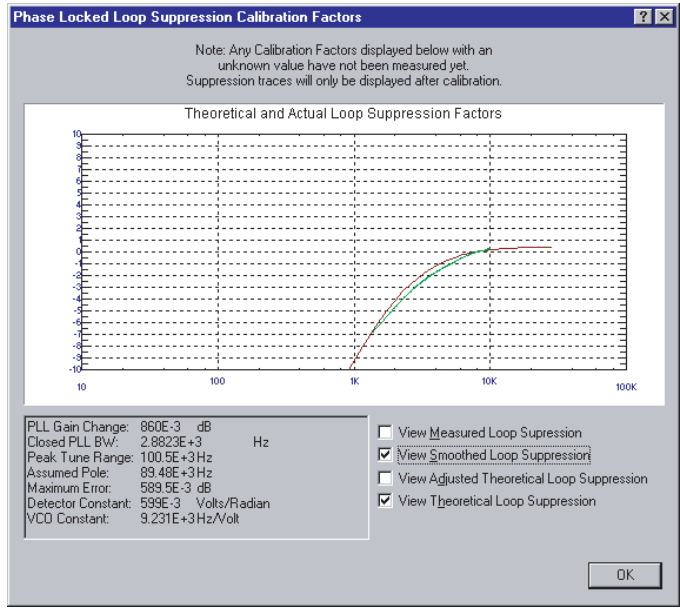 Phase Locked Loop Suppression Calibration Factors
Note: Any Calibration Factors displayed below with an
unknown value have not been measured yet.
Suppression traces will only be displayed after calibration.
Theoretical and Actual Loop Suppression Factors
10
9
8
7
6
5
4
3
2
1
0
-1
-2
-3
-4
-5
-6
-7
-8
-9
-10
10 100 1K 10K 100K
PLL Gain Change: 860E-3 dB
Closed PLL BW: 2.8823E+3 Hz
Peak Tune Range: 100.5E+3Hz
Assumed Pole: 89.48E+3Hz
Maximum Error: 589.5E-3 dB
Detector Constant: 599E-3 Volts/Radian
VCO Constant: 9.231E+3Hz/Volt
View Measured Loop Supression
View Smoothed Loop Suppression
View Adjusted Theoretical Loop Suppression
View Theoretical Loop Suppression
OK